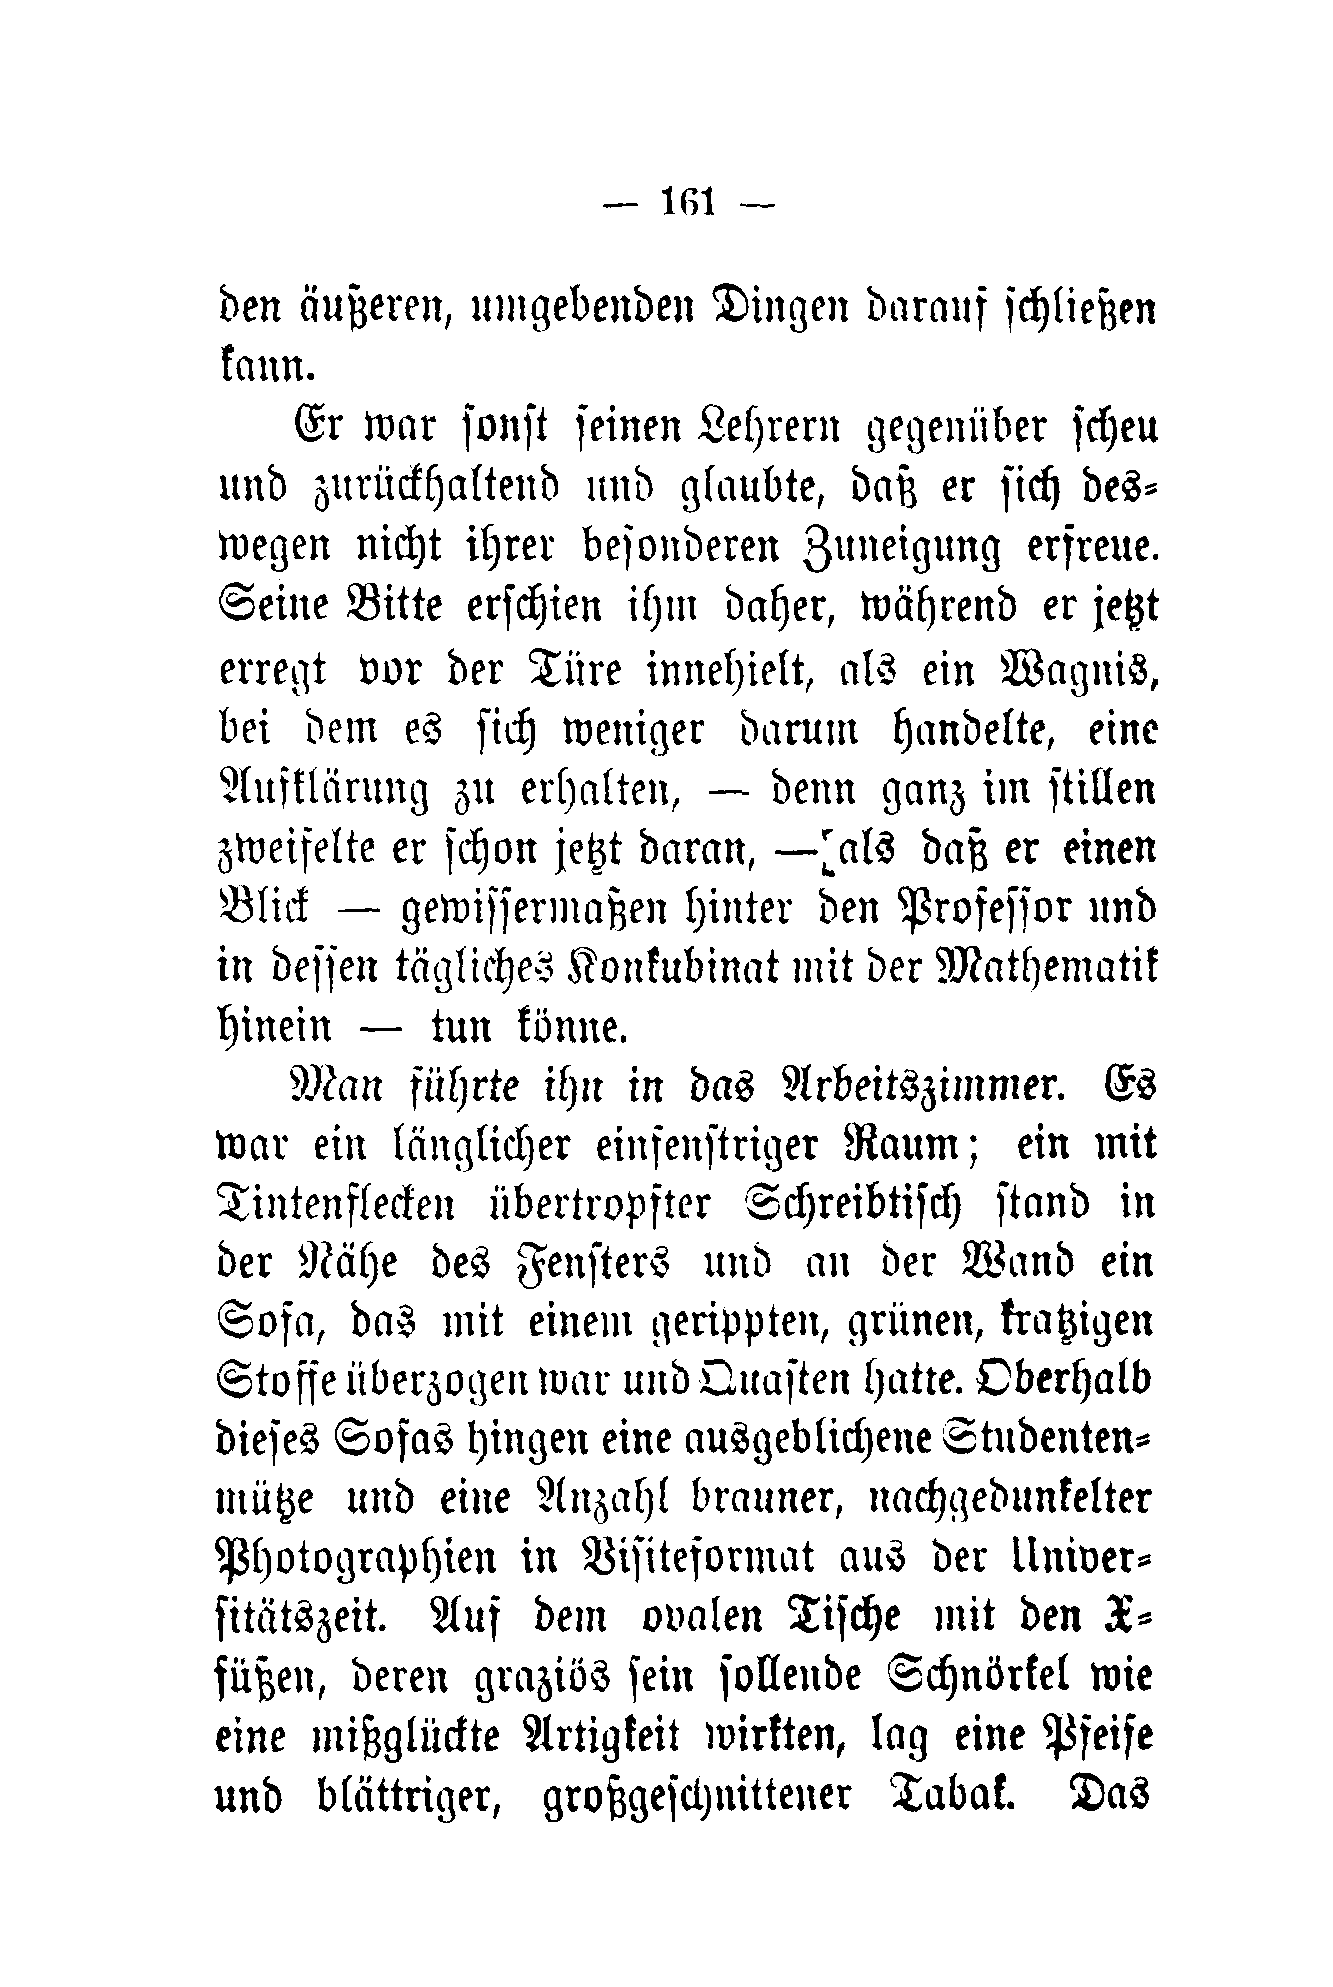 — 161 —
den äußeren, umgebenden Dingen darauf schließen
kann.
Er war sonst seinen Lehrern gegenüber scheu
und zurückhaltend und glaubte, daß er sich des-
wegen nicht ihrer besonderen Zuneigung erfreue.
Seine Bitte erschien ihm daher, während er jetzt
erregt vor der Türe innehielt, als ein Wagnis,
bei dem es sich weniger darum handelte, eine
Aufklärung zu erhalten, — denn ganz im stillen
zweifelte er schon jetzt daran, — als daß er einen
Blick — gewissermaßen hinter den Professor und
in dessen tägliches Konkubinat mit der Mathematik
hinein — tun könne.
Man führte ihn in das Arbeitszimmer. Es
war ein länglicher einfenstriger Raum; ein mit
Tintenflecken übertropfter Schreibtisch stand in
der Nähe des Fensters und an der Wand ein
Sofa, das mit einem gerippten, grünen, kratzigen
Stoffe überzogen war und Quasten hatte. Oberhalb
dieses Sofas hingen eine ausgeblichene Studenten-
mütze und eine Anzahl brauner, nachgedunkelter
Photographien in Visiteformat aus der Univer-
sitätszeit. Auf dem ovalen Tische mit den X-
füßen, deren graziös sein sollende Schnörkel wie
eine mißglückte Artigkeit wirkten, lag eine Pfeife
und blättriger, großgeschnittener Tabak. Das